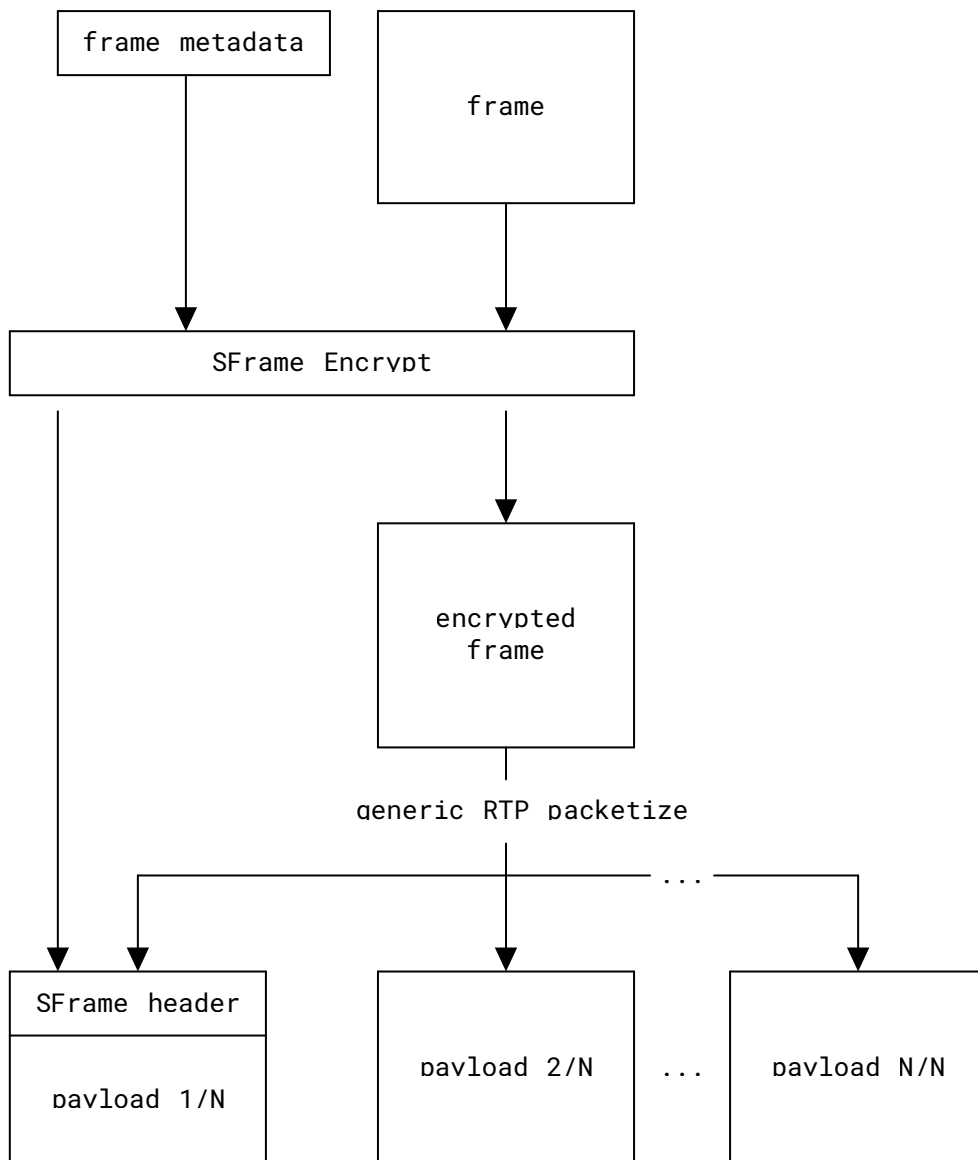 frame metadata
frame
SFrame Encrypt
encrypted
frame
generic RTP packetize
...
SFrame header
payload 1/N
payload 2/N
...
payload N/N